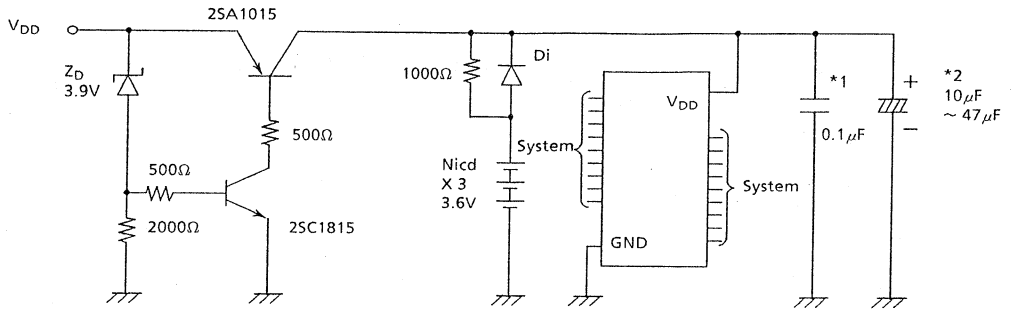 2SA1015
VDD
ZD
3.9V
500Ω
500Ω
2000Ω
2SC1815
1000Ω
Di
Nicd
X 3
3.6V
System
VDD
GND
System
*1
0.1μF
+
*2
10μF
~ 47μF
−